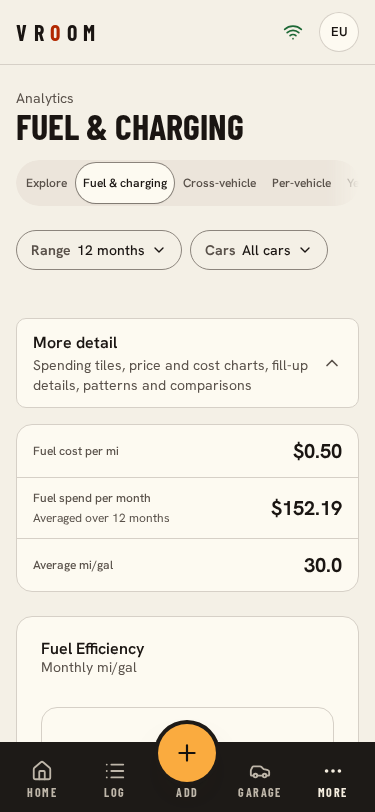 VROOM
EU
Analytics
FUEL & CHARGING
Explore
Fuel & charging
Cross-vehicle
Per-vehicle
Range 12 months
Cars All cars
More detail
Spending tiles, price and cost charts, fill-up
details, patterns and comparisons
Fuel cost per mi
$0.50
Fuel spend per month
Averaged over 12 months
$152.19
Average mi/gal
30.0
Fuel Efficiency
Monthly mi/gal
HOME
LOG
ADD
GARAGE
MORE